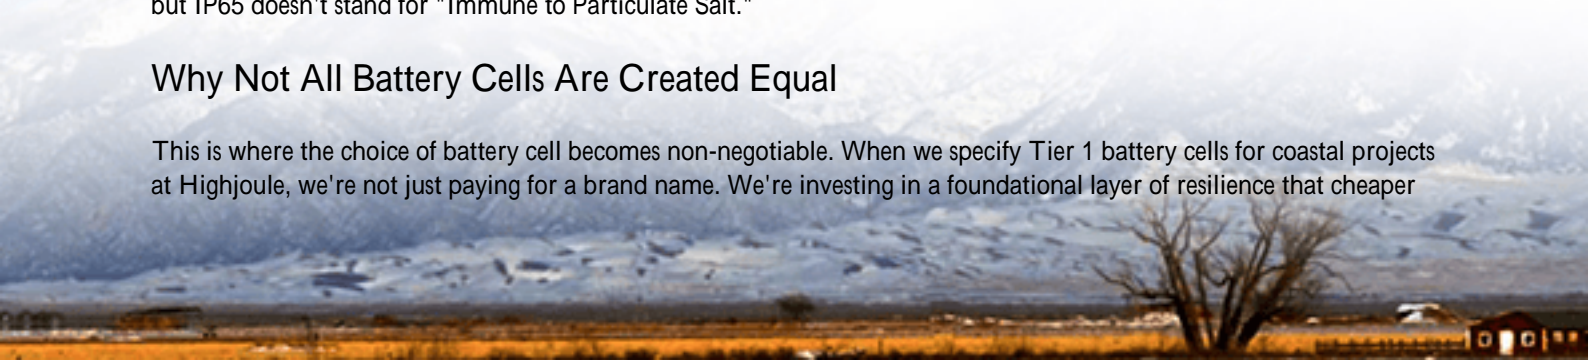 but IP65 doesn't stand for "Immune to Particulate Salt."
Why Not All Battery Cells Are Created Equal
This is where the choice of battery cell becomes non-negotiable. When we specify Tier 1 battery cells for coastal projects
at Highjoule, we're not just paying for a brand name. We're investing in a foundational layer of resilience that cheaper